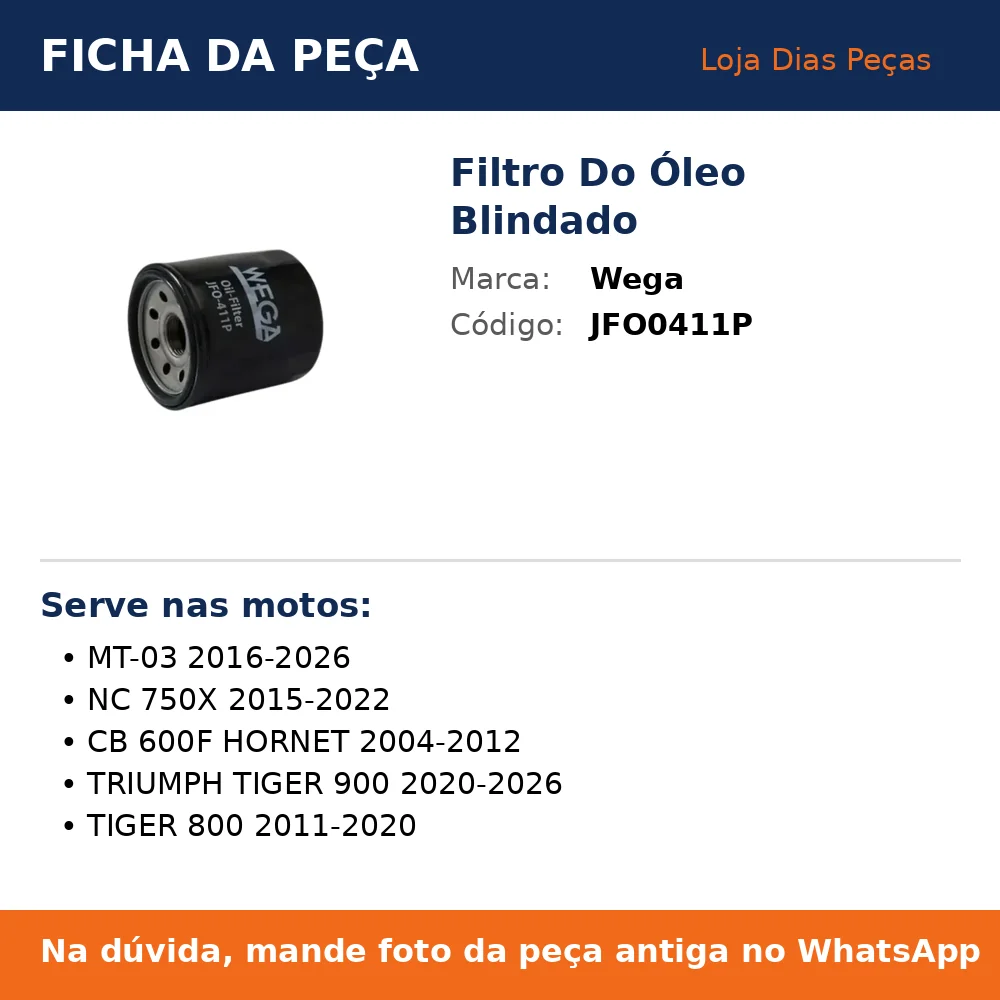 FICHA DA PEÇA
Loja Dias Peças
Filtro Do Óleo
Blindado
Marca: Wega
Código: JFO0411P
WEGA
Oil-Filter
JFO-411P
Serve nas motos:
• MT-03 2016-2026
• NC 750X 2015-2022
• CB 600F HORNET 2004-2012
• TRIUMPH TIGER 900 2020-2026
• TIGER 800 2011-2020
Na dúvida, mande foto da peça antiga no WhatsApp